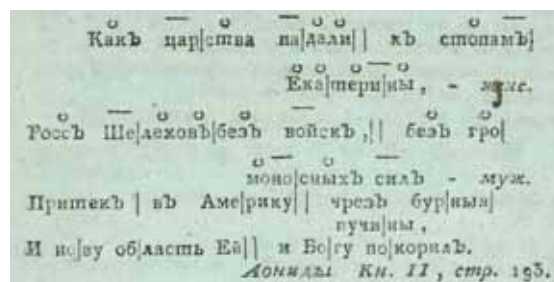 Какъ цар|ства па|дали|| къ стопамъ|
Ека|тери|ны, - жене.
Россъ Ше|леховъ|безъ войскъ,|| безъ гро|
моно|сныхъ силъ - муж.
Притекъ | въ Аме|рику|| чрезъ бур|ныя|
пучи|ны,
И но|ву об|ласть Ей|| и Бо|гу по|корилъ.
Аониды Кн. II, стр. 193.